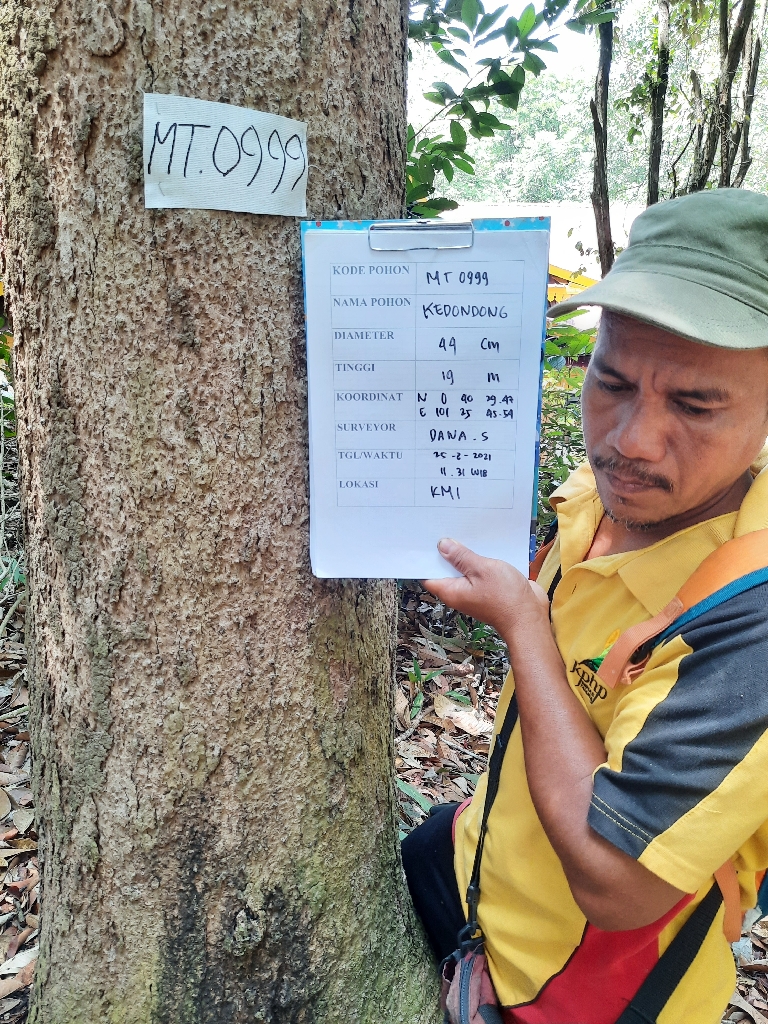 MT.0999
KODE POHON MT 0999
NAMA POHON KEDONDONG
DIAMETER 44 Cm
TINGGI 19 m
KOORDINAT N 0 40 29.47
E 101 25 45.54
SURVEYOR DAWA.S
TGL/WAKTU 25-2-2021
11.31 WIB
LOKASI KMI
kphp